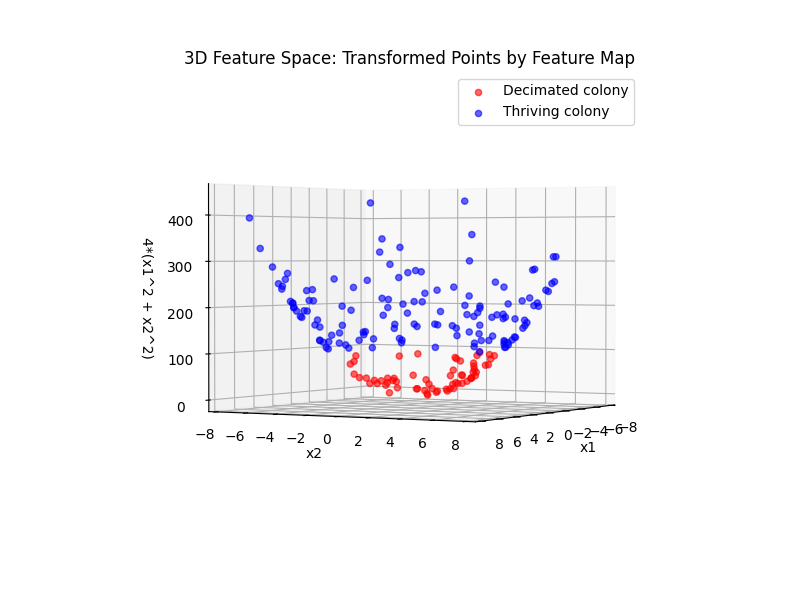 3D Feature Space: Transformed Points by Feature Map
Decimated colony
Thriving colony
400
300
200
100
0
4*(x1^2 + x2^2)
−8 −6 −4 −2 0 2 4 6 8
x2
8 6 4 2 0 −2 −4 −6 −8
x1